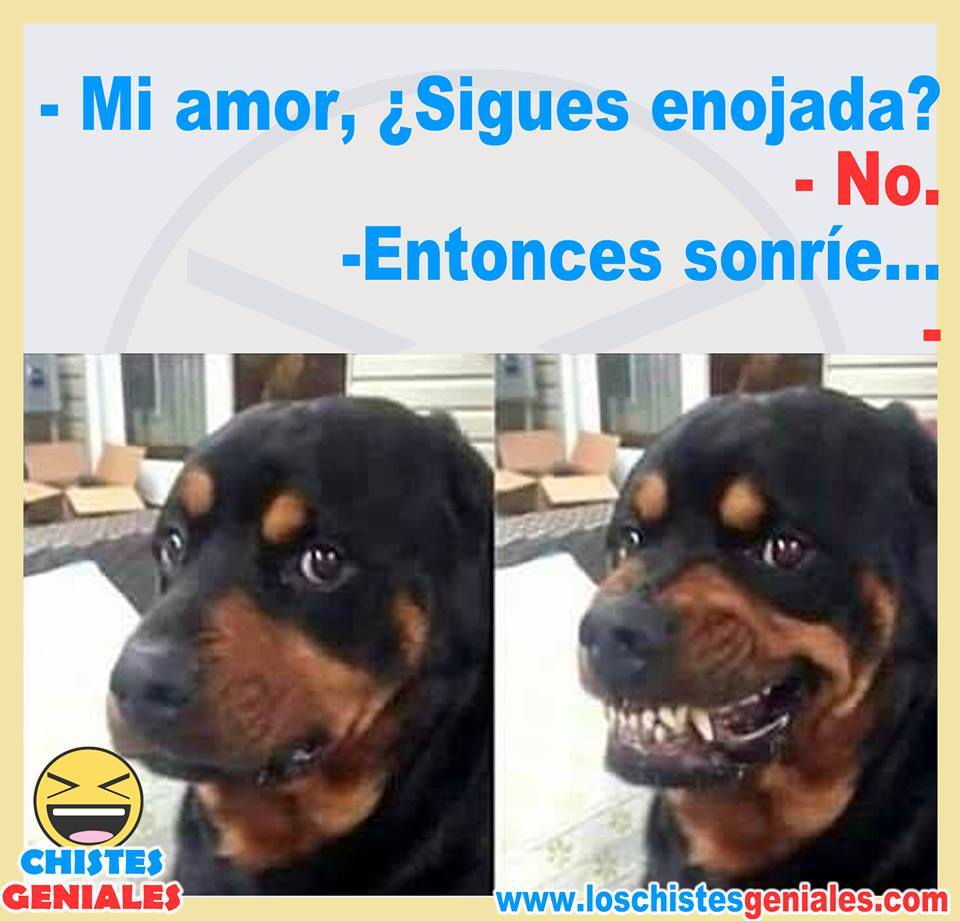 - Mi amor, ¿Sigues enojada?
- No.
-Entonces sonríe...
-
CHISTES
GENIALES
www.loschistesgeniales.com